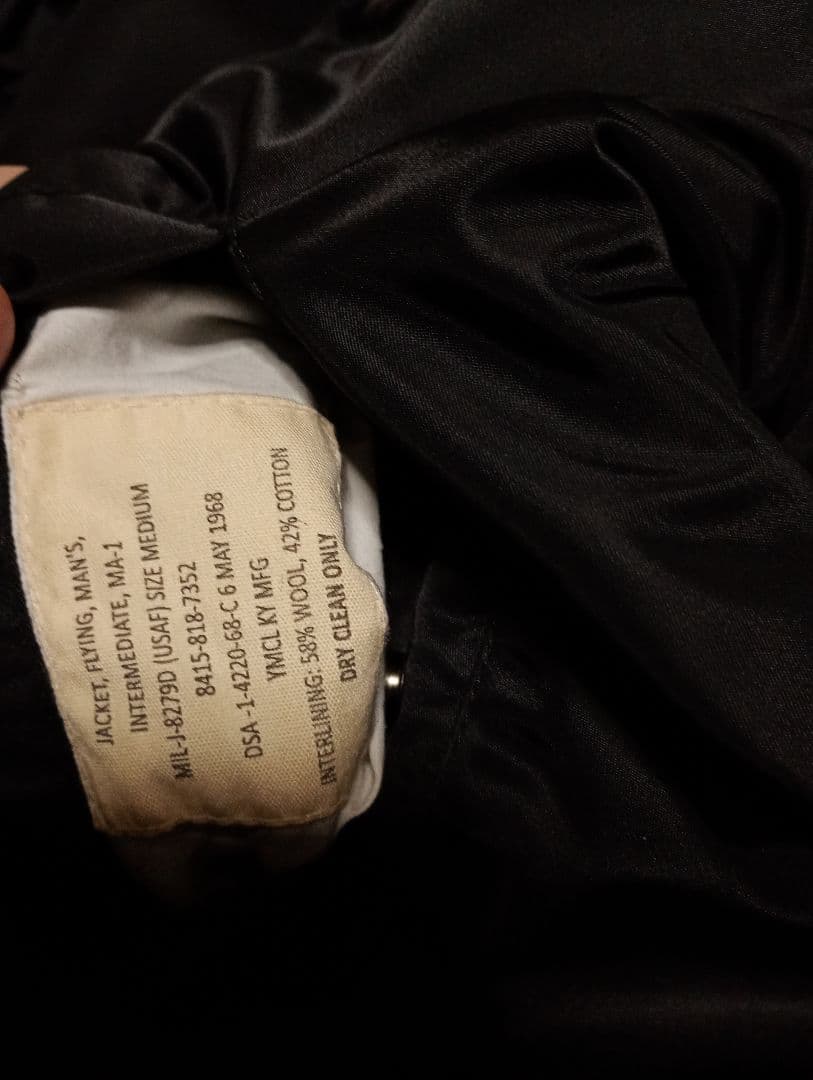 JACKET, FLYING, MAN'S,
INTERMEDIATE, MA-1
MIL-J-8279D (USAF) SIZE MEDIUM
8415-818-7352
DSA -1-4220-68-C 6 MAY 1968
YMCL KY MFG
INTERLINING: 58% WOOL, 42% COTTON
DRY CLEAN ONLY